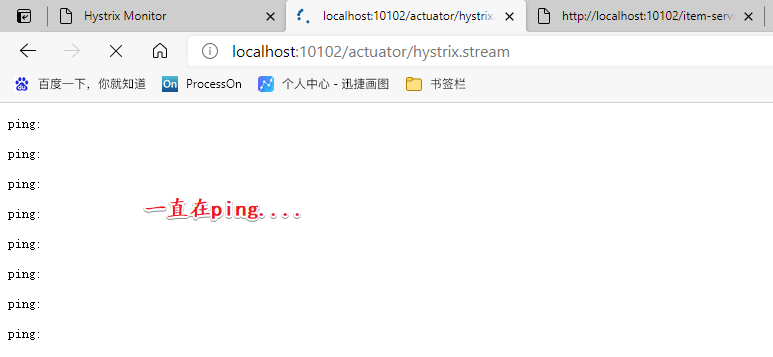 Hystrix Monitor
localhost:10102/actuator/hystrix.
http://localhost:10102/item-serv
localhost:10102/actuator/hystrix.stream
百度一下，你就知道
On
ProcessOn
个人中心 - 迅捷画图
书签栏
ping:
ping:
ping:
ping:
一直在ping....
ping:
ping:
ping:
ping: